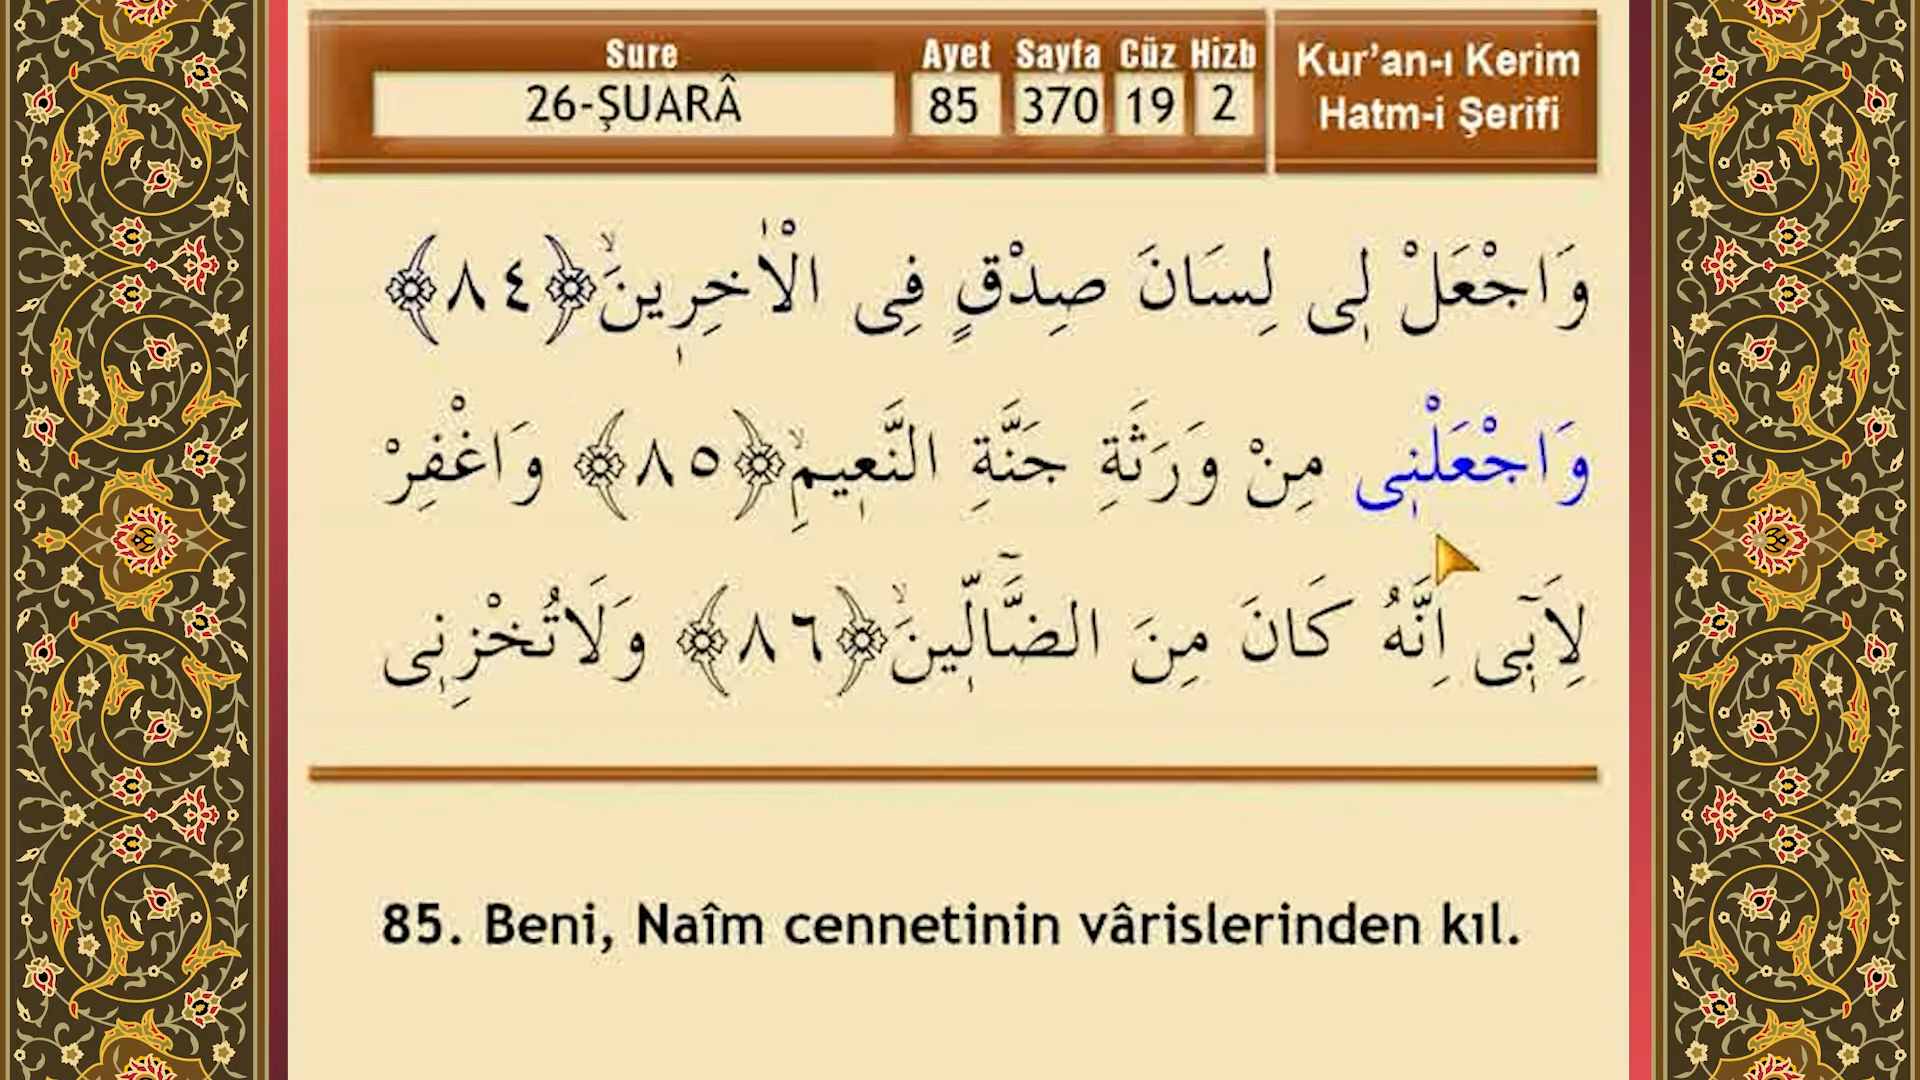 Sure Ayet Sayfa Cüz Hizb
26-ŞUARÂ 85 370 19 2
Kur'an-ı Kerim
Hatm-i Şerifi
وَاجْعَلْ لٖى لِسَانَ صِدْقٍ فِى الْاٰخِرٖينَۙ ﴿٨٤﴾
وَاجْعَلْنٖى مِنْ وَرَثَةِ جَنَّةِ النَّعٖيمِۙ ﴿٨٥﴾ وَاغْفِرْ
لِاَبٖٓى اِنَّهُ كَانَ مِنَ الضَّٓالّٖينَۙ ﴿٨٦﴾ وَلَاتُخْزِنٖى
85. Beni, Naîm cennetinin vârislerinden kıl.